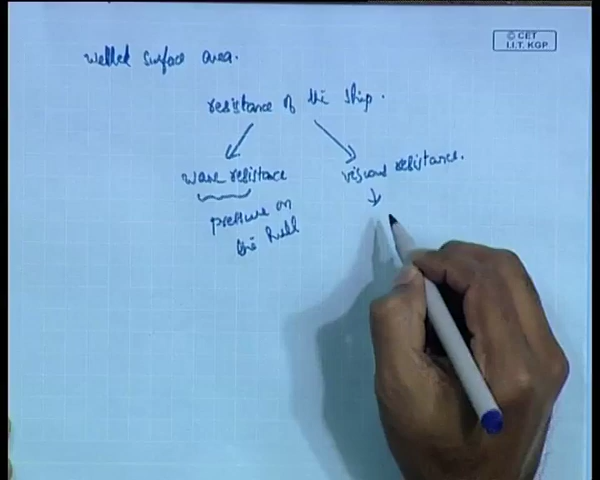 © CET
I.I.T. KGP
wetted surface area.
resistance of the ship.
wave resistance
viscous resistance.
pressure on
the hull